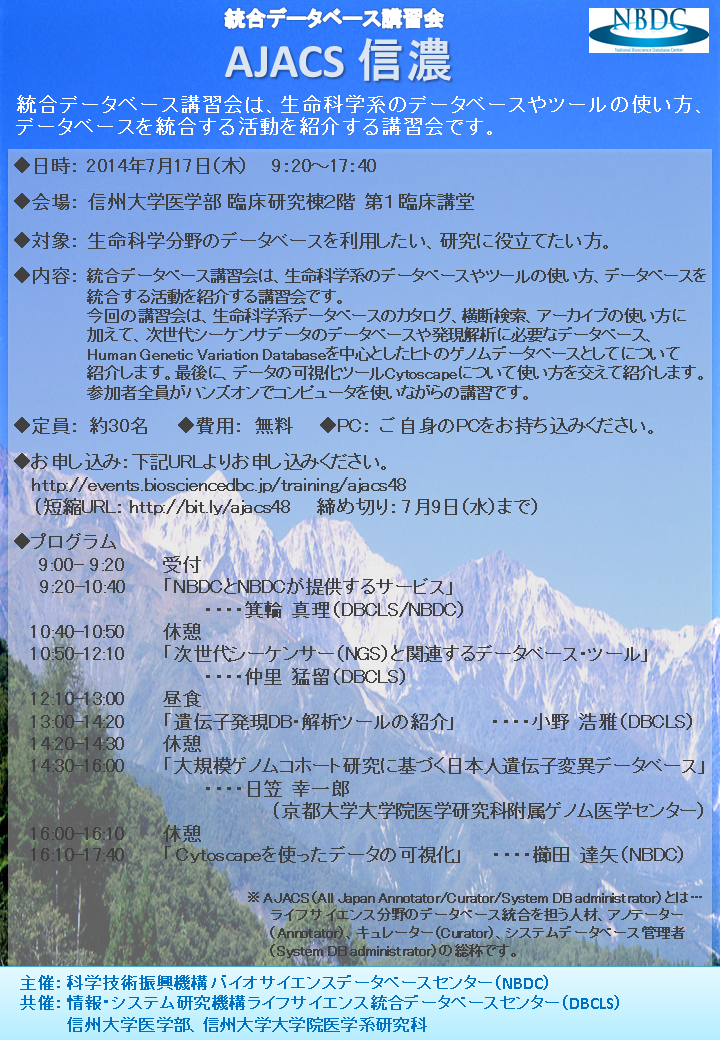 統合データベース講習会
AJACS 信濃
NBDC
National Bioscience Database Center
統合データベース講習会は、生命科学系のデータベースやツールの使い方、
データベースを統合する活動を紹介する講習会です。
◆日時： 2014年7月17日（木） 9：20～17：40
◆会場： 信州大学医学部 臨床研究棟2階 第1臨床講堂
◆対象： 生命科学分野のデータベースを利用したい、研究に役立てたい方。
◆内容： 統合データベース講習会は、生命科学系のデータベースやツールの使い方、データベースを
統合する活動を紹介する講習会です。
今回の講習会は、生命科学系データベースのカタログ、横断検索、アーカイブの使い方に
加えて、次世代シーケンサデータのデータベースや発現解析に必要なデータベース、
Human Genetic Variation Databaseを中心としたヒトのゲノムデータベースとしてについて
紹介します。最後に、データの可視化ツールCytoscapeについて使い方を交えて紹介します。
参加者全員がハンズオンでコンピュータを使いながらの講習です。
◆定員： 約30名 ◆費用： 無料 ◆PC： ご自身のPCをお持ち込みください。
◆お申し込み：下記URLよりお申し込みください。
http://events.biosciencedbc.jp/training/ajacs48
（短縮URL： http://bit.ly/ajacs48 締め切り：7月9日（水）まで）
◆プログラム
9:00- 9:20 受付
9:20-10:40 「NBDCとNBDCが提供するサービス」
････箕輪 真理（DBCLS/NBDC）
10:40-10:50 休憩
10:50-12:10 「次世代シーケンサー（NGS）と関連するデータベース・ツール」
････仲里 猛留（DBCLS）
12:10-13:00 昼食
13:00-14:20 「遺伝子発現DB・解析ツールの紹介」 ････小野 浩雅（DBCLS）
14:20-14:30 休憩
14:30-16:00 「大規模ゲノムコホート研究に基づく日本人遺伝子変異データベース」
････日笠 幸一郎
（京都大学大学院医学研究科附属ゲノム医学センター）
16:00-16:10 休憩
16:10-17:40 「Cytoscapeを使ったデータの可視化」 ････櫛田 達矢（NBDC）
※AJACS（All Japan Annotator/Curator/System DB administrator）とは…
ライフサイエンス分野のデータベース統合を担う人材、アノテーター
（Annotator）、キュレーター（Curator）、システムデータベース管理者
（System DB administrator）の総称です。
主催：科学技術振興機構 バイオサイエンスデータベースセンター（NBDC）
共催：情報・システム研究機構ライフサイエンス統合データベースセンター（DBCLS）
信州大学医学部、信州大学大学院医学系研究科